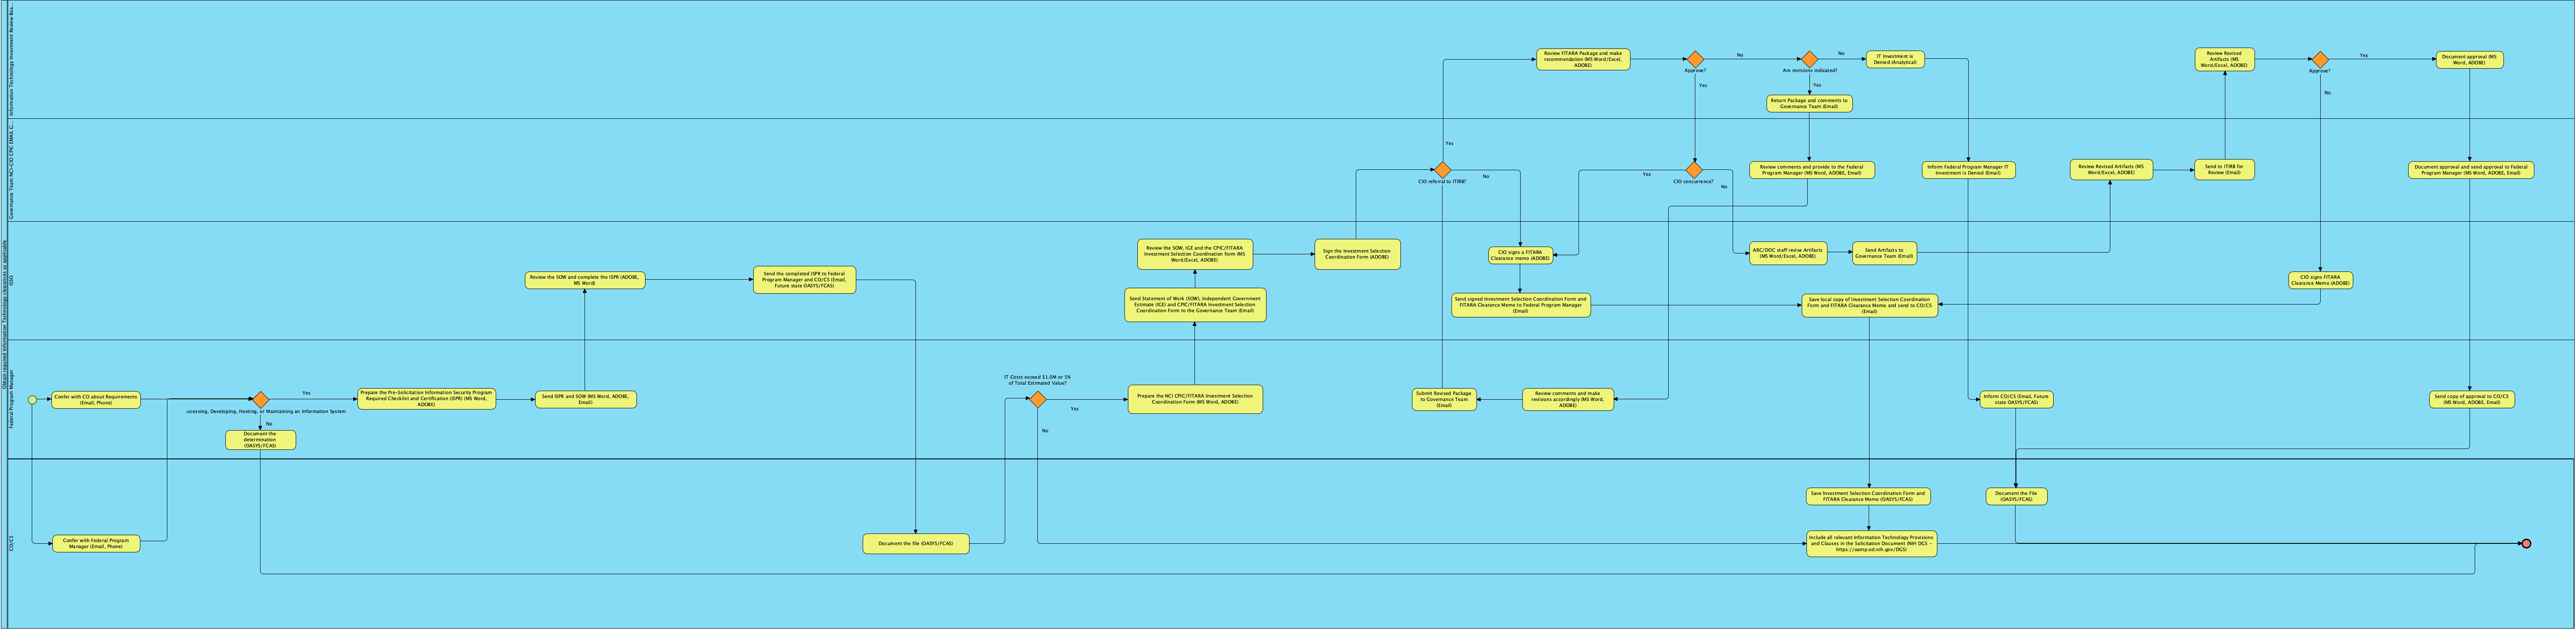 Obtain required Information Technology clearances as applicable
Information Technology Investment Review Boa...
Review FITARA Package and make
recommendation (MS Word/Excel,
ADOBE)
Approve?
No
Yes
Are revisions indicated?
No
Yes
IT Investment is
Denied (Analytical)
Return Package and comments to
Governance Team (Email)
Review Revised
Artifacts (MS
Word/Excel, ADOBE)
Approve?
Yes
No
Document approval (MS
Word, ADOBE)
Governance Team NCI-CIO CPIC EMAIL G...
Yes
CIO referral to ITIRB?
No
Yes
CIO concurrence?
No
Review comments and provide to the Federal
Program Manager (MS Word, ADOBE, Email)
Inform Federal Program Manager IT
Investment is Denied (Email)
Review Revised Artifacts (MS
Word/Excel, ADOBE)
Send to ITIRB for
Review (Email)
Document approval and send approval to Federal
Program Manager (MS Word, ADOBE, Email)
ISSO
Review the SOW and complete the ISPR (ADOBE,
MS Word)
Send the completed ISPR to Federal
Program Manager and CO/CS (Email,
Future state OASYS/FCAS)
Review the SOW, IGE and the CPIC/FITARA
Investment Selection Coordination form (MS
Word/Excel, ADOBE)
Sign the Investment Selection
Coordination Form (ADOBE)
Send Statement of Work (SOW), Independent Government
Estimate (IGE) and CPIC/FITARA Investment Selection
Coordination Form to the Governance Team (Email)
CIO signs a FITARA
Clearance memo (ADOBE)
Send signed Investment Selection Coordination Form and
FITARA Clearance Memo to Federal Program Manager
(Email)
ARC/DOC staff revise Artifacts
(MS Word/Excel, ADOBE)
Send Artifacts to
Governance Team (Email)
Save local copy of Investment Selection Coordination
Form and FITARA Clearance Memo and send to CO/CS
(Email)
CIO signs FITARA
Clearance Memo (ADOBE)
Federal Program Manager
Confer with CO about Requirements
(Email, Phone)
Yes
ccessing, Developing, Hosting, or Maintaining an Information System
No
Document the
determination
(OASYS/FCAS)
Prepare the Pre-Solicitation Information Security Program
Required Checklist and Certification (ISPR) (MS Word,
ADOBE)
Send ISPR and SOW (MS Word, ADOBE,
Email)
IT Costs exceed $1.0M or 5%
of Total Estimated Value?
Yes
No
Prepare the NCI CPIC/FITARA Investment Selection
Coordination Form (MS Word, ADOBE)
Submit Revised Package
to Governance Team
(Email)
Review comments and make
revisions accordingly (MS Word,
ADOBE)
Inform CO/CS (Email, Future
state OASYS/FCAS)
Send copy of approval to CO/CS
(MS Word, ADOBE, Email)
CO/CS
Confer with Federal Program
Manager (Email, Phone)
Document the file (OASYS/FCAS)
Save Investment Selection Coordination Form and
FITARA Clearance Memo (OASYS/FCAS)
Document the File
(OASYS/FCAS)
Include all relevant Information Technology Provisions
and Clauses in the Solicitation Document (NIH DGS -
https://oamp.od.nih.gov/DGS)